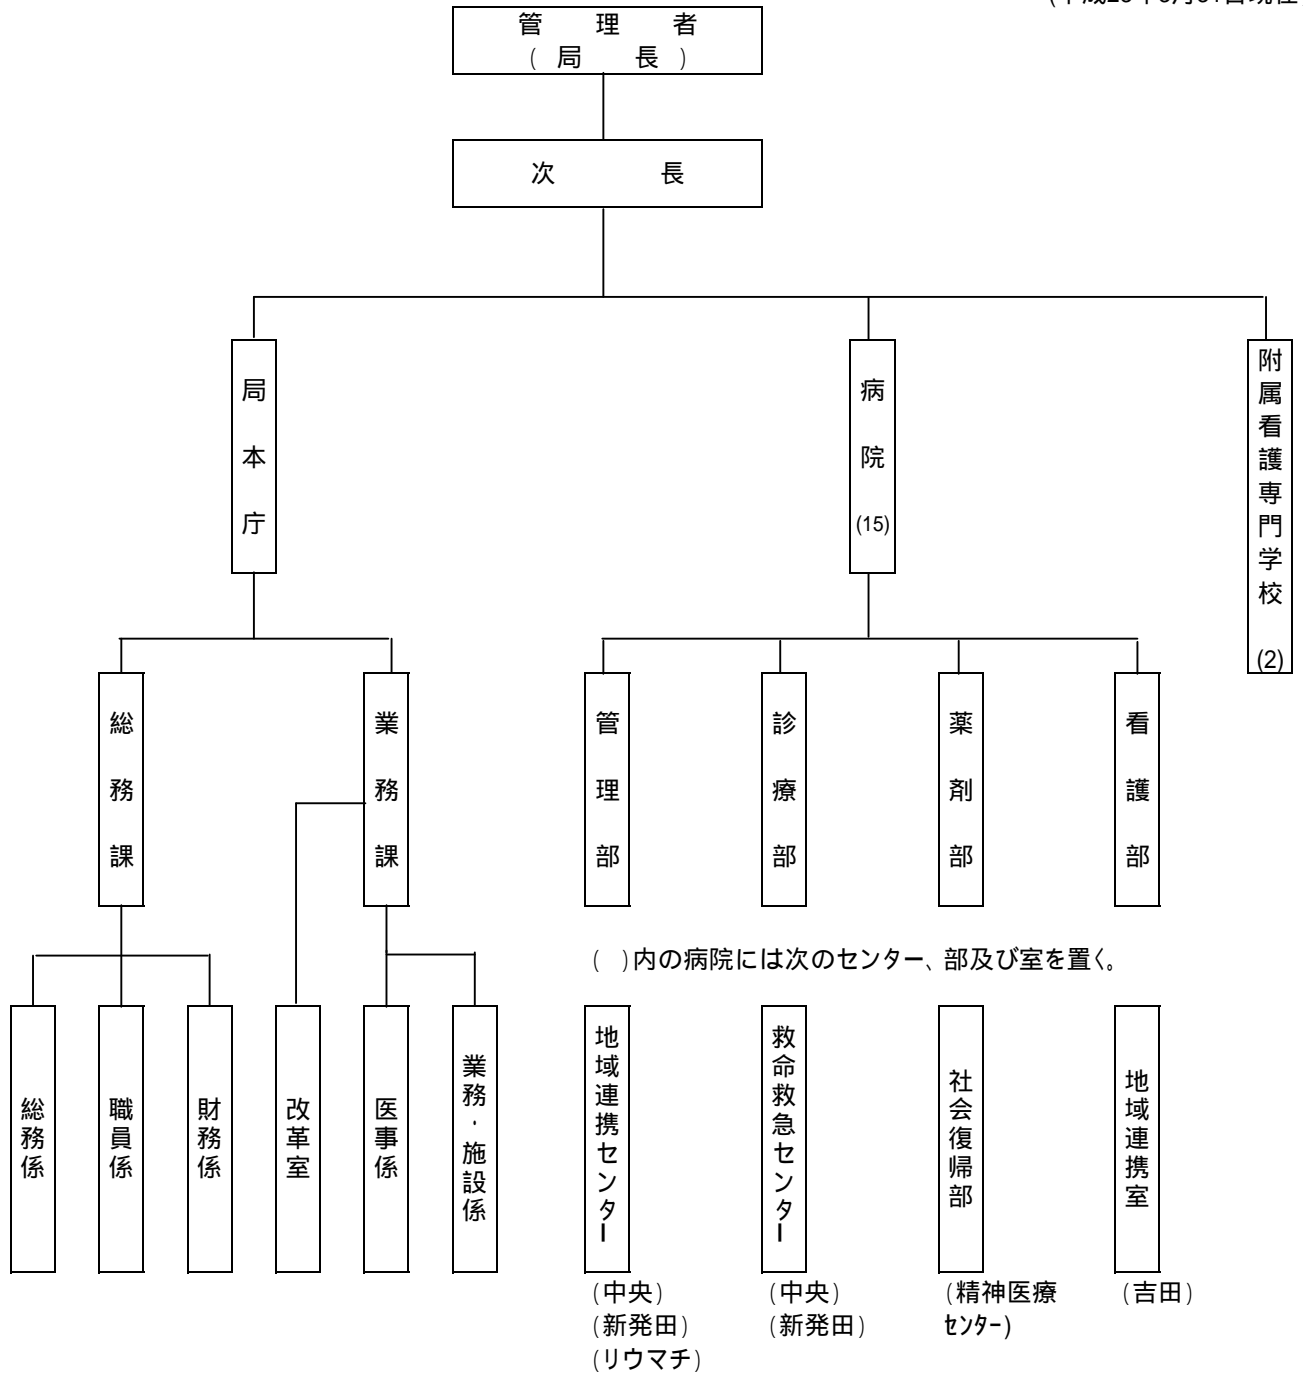 管理者
(局長)
次長
局本庁
病院(15)
附属看護専門学校(2)
総務課
業務課
管理部
診療部
薬剤部
看護部
( )内の病院には次のセンター、部及び室を置く。
総務係
職員係
財務係
改革室
医事係
業務・施設係
地域連携センター
救命救急センター
社会復帰部
地域連携室
(中央)
(新発田)
(リウマチ)
(中央)
(新発田)
(精神医療
センター)
(吉田)